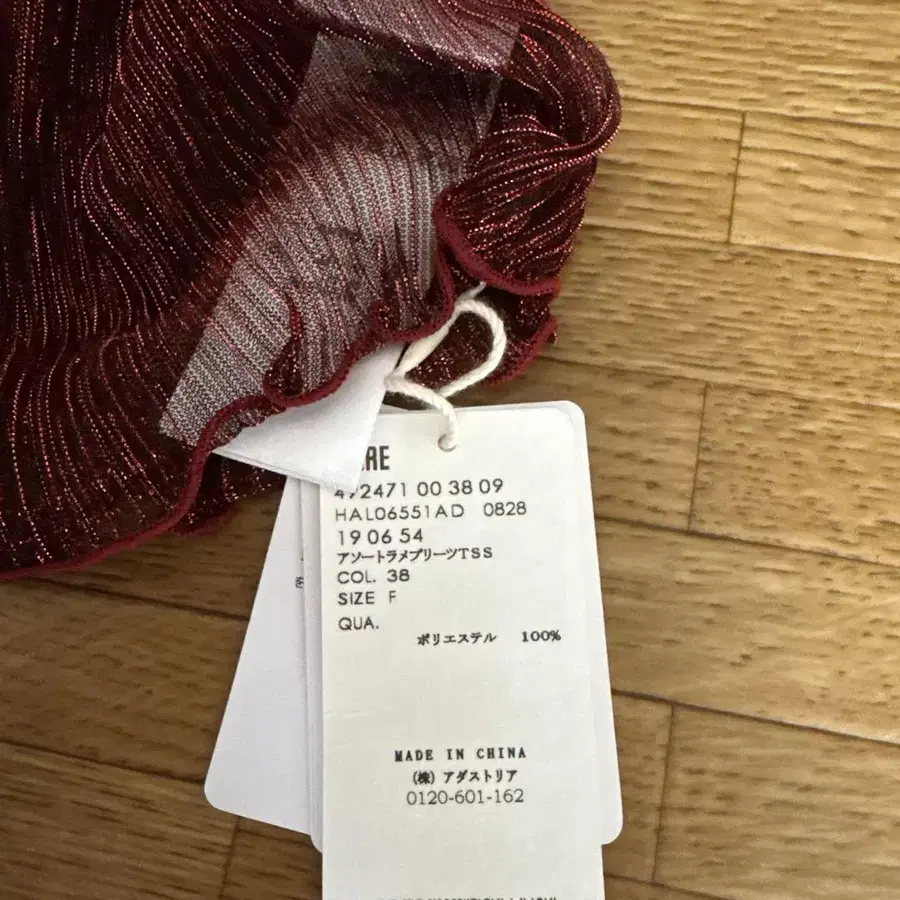 492471 00 38 09
HAL06551AD 0828
19 06 54
アソートラメプリーツTSS
COL. 38
SIZE F
QUA.
ポリエステル 100%
MADE IN CHINA
(株) アダストリア
0120-601-162